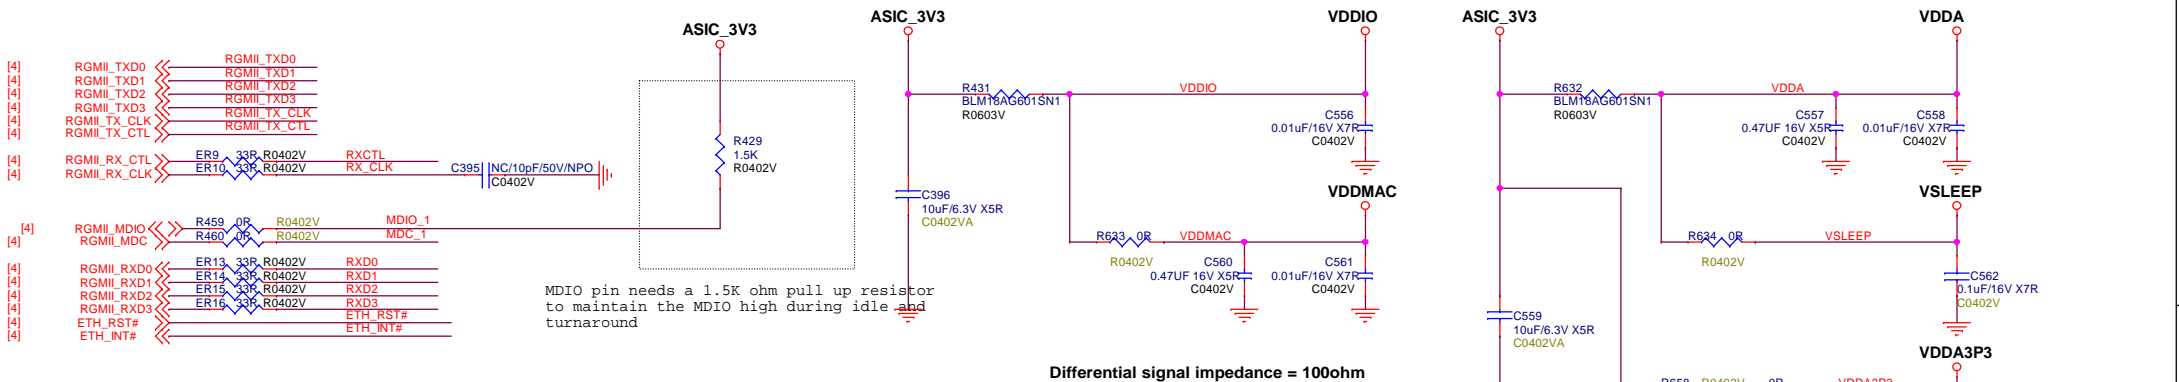 ASIC_3V3
VDDIO
ASIC_3V3
VDDA
ASIC_3V3
[4] RGMII_TXD0 RGMII_TXD0
[4] RGMII_TXD1 RGMII_TXD1
[4] RGMII_TXD2 RGMII_TXD2
[4] RGMII_TXD3 RGMII_TXD3
[4] RGMII_TX_CLK RGMII_TX_CLK
[4] RGMII_TX_CTL RGMII_TX_CTL
[4] RGMII_RX_CTL ER9 33R R0402V RXCTL
[4] RGMII_RX_CLK ER10 33R R0402V RX_CLK
C395 NC/10pF/50V/NPO
C0402V
[4] RGMII_MDIO R459 0R R0402V MDIO_1
[4] RGMII_MDC R460 0R R0402V MDC_1
[4] RGMII_RXD0 ER13 33R R0402V RXD0
[4] RGMII_RXD1 ER14 33R R0402V RXD1
[4] RGMII_RXD2 ER15 33R R0402V RXD2
[4] RGMII_RXD3 ER16 33R R0402V RXD3
[4] ETH_RST# ETH_RST#
[4] ETH_INT# ETH_INT#
R429
1.5K
R0402V
MDIO pin needs a 1.5K ohm pull up resistor
to maintain the MDIO high during idle and
turnaround
R431
BLM18AG601SN1
R0603V
VDDIO
C556
0.01uF/16V X7R
C0402V
C396
10uF/6.3V X5R
C0402VA
VDDMAC
R633 0R
R0402V
VDDMAC
C560
0.47UF 16V X5R
C0402V
C561
0.01uF/16V X7R
C0402V
Differential signal impedance = 100ohm
R632
BLM18AG601SN1
R0603V
VDDA
C557
0.47UF 16V X5R
C0402V
C558
0.01uF/16V X7R
C0402V
VSLEEP
R634 0R
R0402V
VSLEEP
C562
0.1uF/16V X7R
C0402V
C559
10uF/6.3V X5R
C0402VA
VDDA3P3
R658 R0402V 0R VDDA3P3